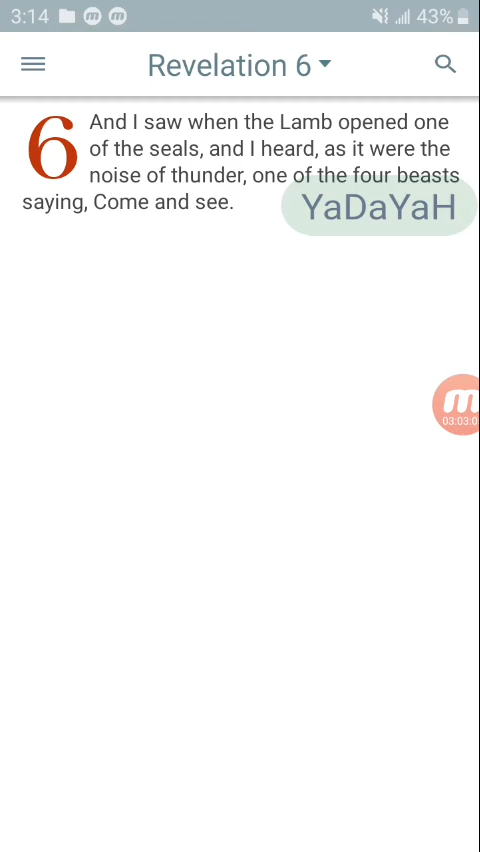 3:14 43%
Revelation 6
6 And I saw when the Lamb opened one
of the seals, and I heard, as it were the
noise of thunder, one of the four beasts
saying, Come and see.
YaDaYaH
m
03:03:0